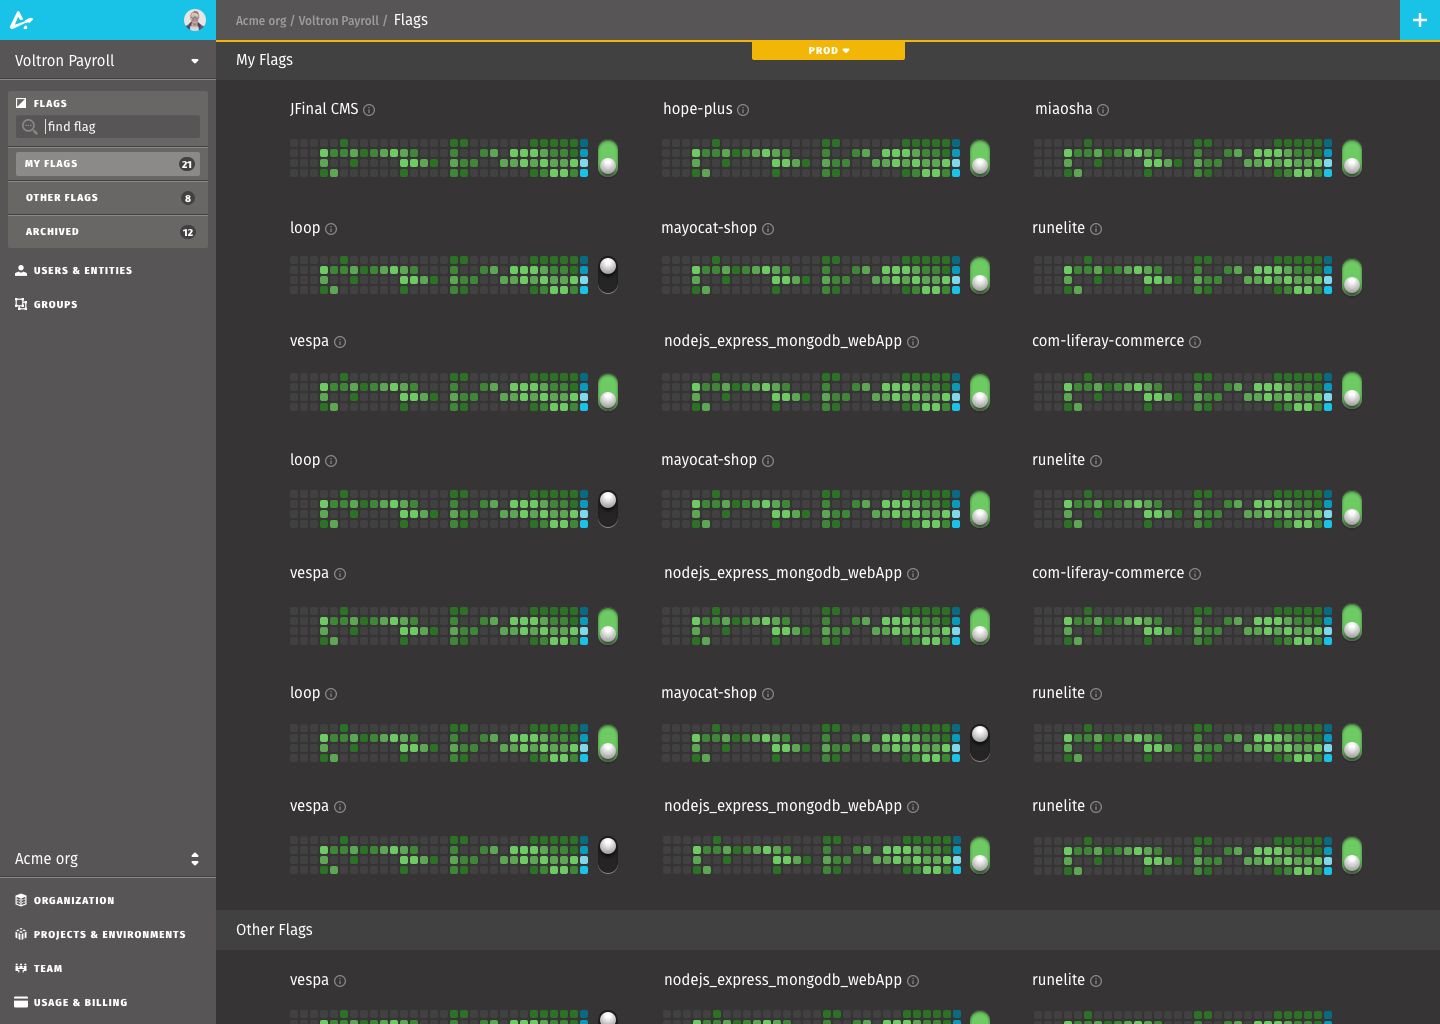 Acme org / Voltron Payroll / Flags
PROD
Voltron Payroll
FLAGS
find flag
MY FLAGS 21
OTHER FLAGS 8
ARCHIVED 12
USERS & ENTITIES
GROUPS
Acme org
ORGANIZATION
PROJECTS & ENVIRONMENTS
TEAM
USAGE & BILLING
My Flags
JFinal CMS hope-plus miaosha
loop mayocat-shop runelite
vespa nodejs_express_mongodb_webApp com-liferay-commerce
loop mayocat-shop runelite
vespa nodejs_express_mongodb_webApp com-liferay-commerce
loop mayocat-shop runelite
vespa nodejs_express_mongodb_webApp runelite
Other Flags
vespa nodejs_express_mongodb_webApp runelite